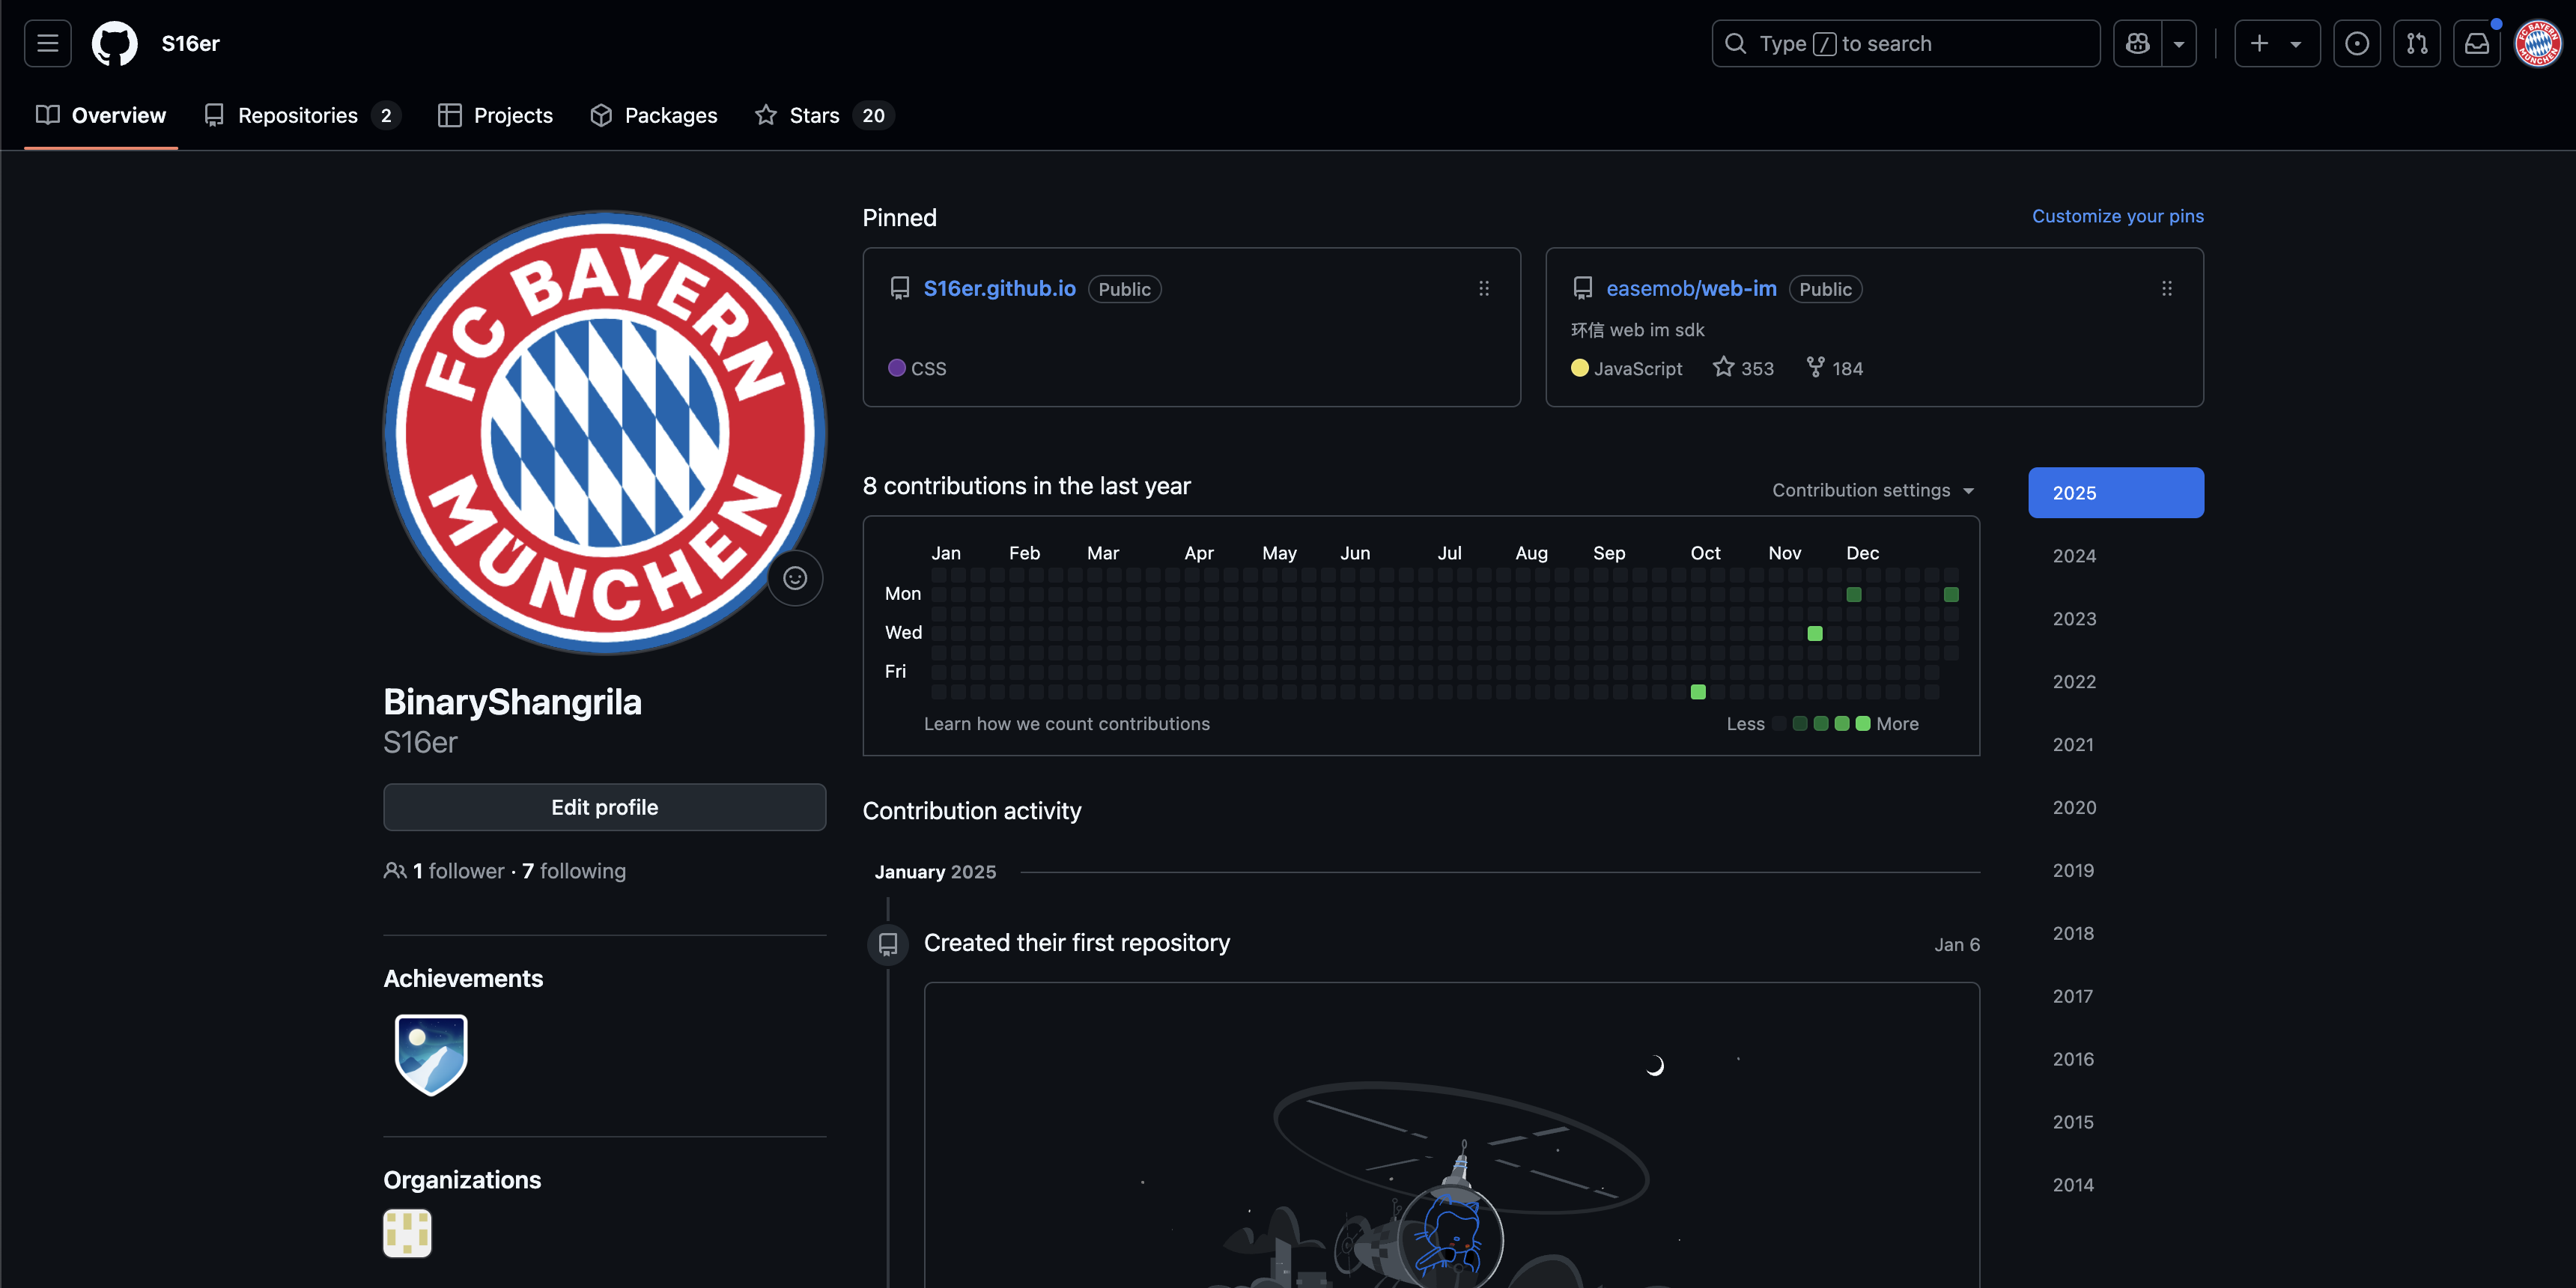 S16er
Type / to search
Overview
Repositories 2
Projects
Packages
Stars 20
FC BAYERN
MÜNCHEN
BinaryShangrila
S16er
Edit profile
1 follower · 7 following
Achievements
Organizations
Pinned
Customize your pins
S16er.github.io Public
CSS
easemob/web-im Public
环信 web im sdk
JavaScript 353 184
8 contributions in the last year
Contribution settings
Jan Feb Mar Apr May Jun Jul Aug Sep Oct Nov Dec
Mon
Wed
Fri
Learn how we count contributions
Less More
Contribution activity
January 2025
Created their first repository
Jan 6
2025
2024
2023
2022
2021
2020
2019
2018
2017
2016
2015
2014
FC BAYERN
MÜNCHEN